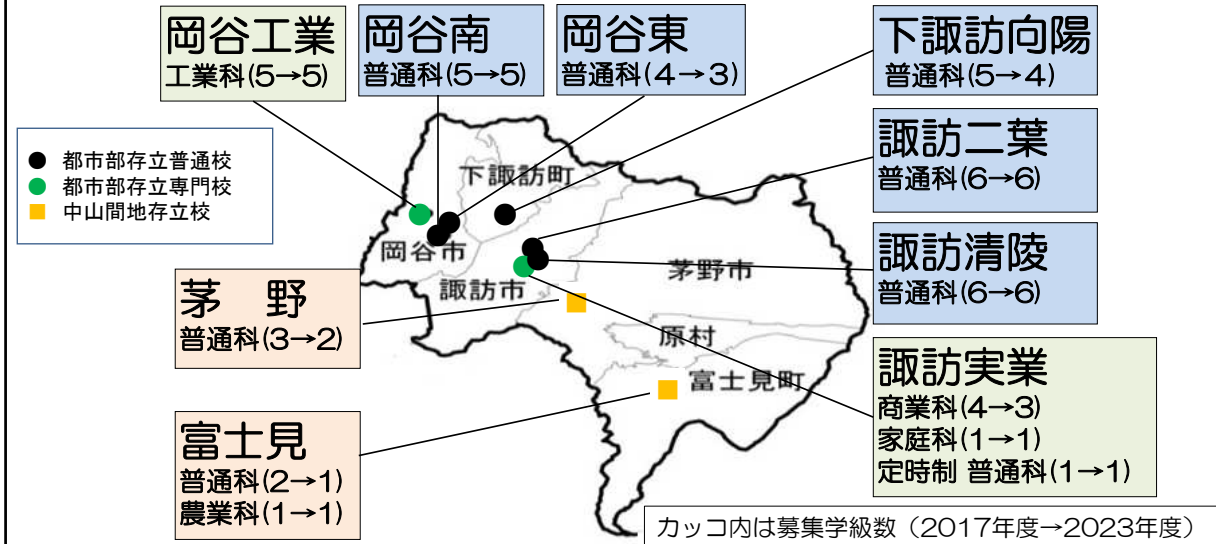 岡谷工業
工業科(5→5)
岡谷南
普通科(5→5)
岡谷東
普通科(4→3)
下諏訪向陽
普通科(5→4)
諏訪二葉
普通科(6→6)
諏訪清陵
普通科(6→6)
諏訪実業
商業科(4→3)
家庭科(1→1)
定時制 普通科(1→1)
都市部存立普通校
都市部存立専門校
中山間地存立校
茅 野
普通科(3→2)
富士見
普通科(2→1)
農業科(1→1)
下諏訪町
岡谷市
諏訪市
茅野市
原村
富士見町
カッコ内は募集学級数(2017年度→2023年度)